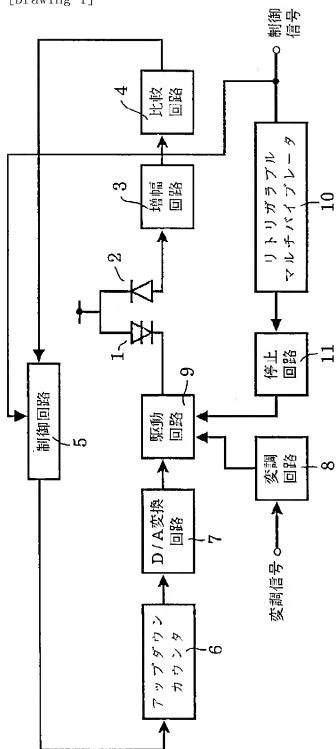 [Drawing 1]
制御回路
5
比較
回路
4
増幅
回路
3
2
1
制御
信号
リトリガラブル
マルチバイブレータ
10
停止
回路
11
駆動
回路
9
変調
回路
8
変調信号
D/A変換
回路
7
アップダウン
カウンタ
6